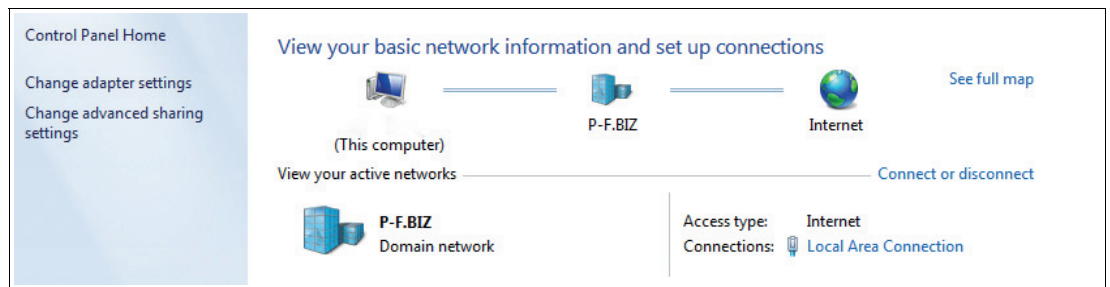 Control Panel Home
Change adapter settings
Change advanced sharing
settings
View your basic network information and set up connections
See full map
P-F.BIZ
Internet
(This computer)
View your active networks
Connect or disconnect
P-F.BIZ
Domain network
Access type: Internet
Connections: Local Area Connection